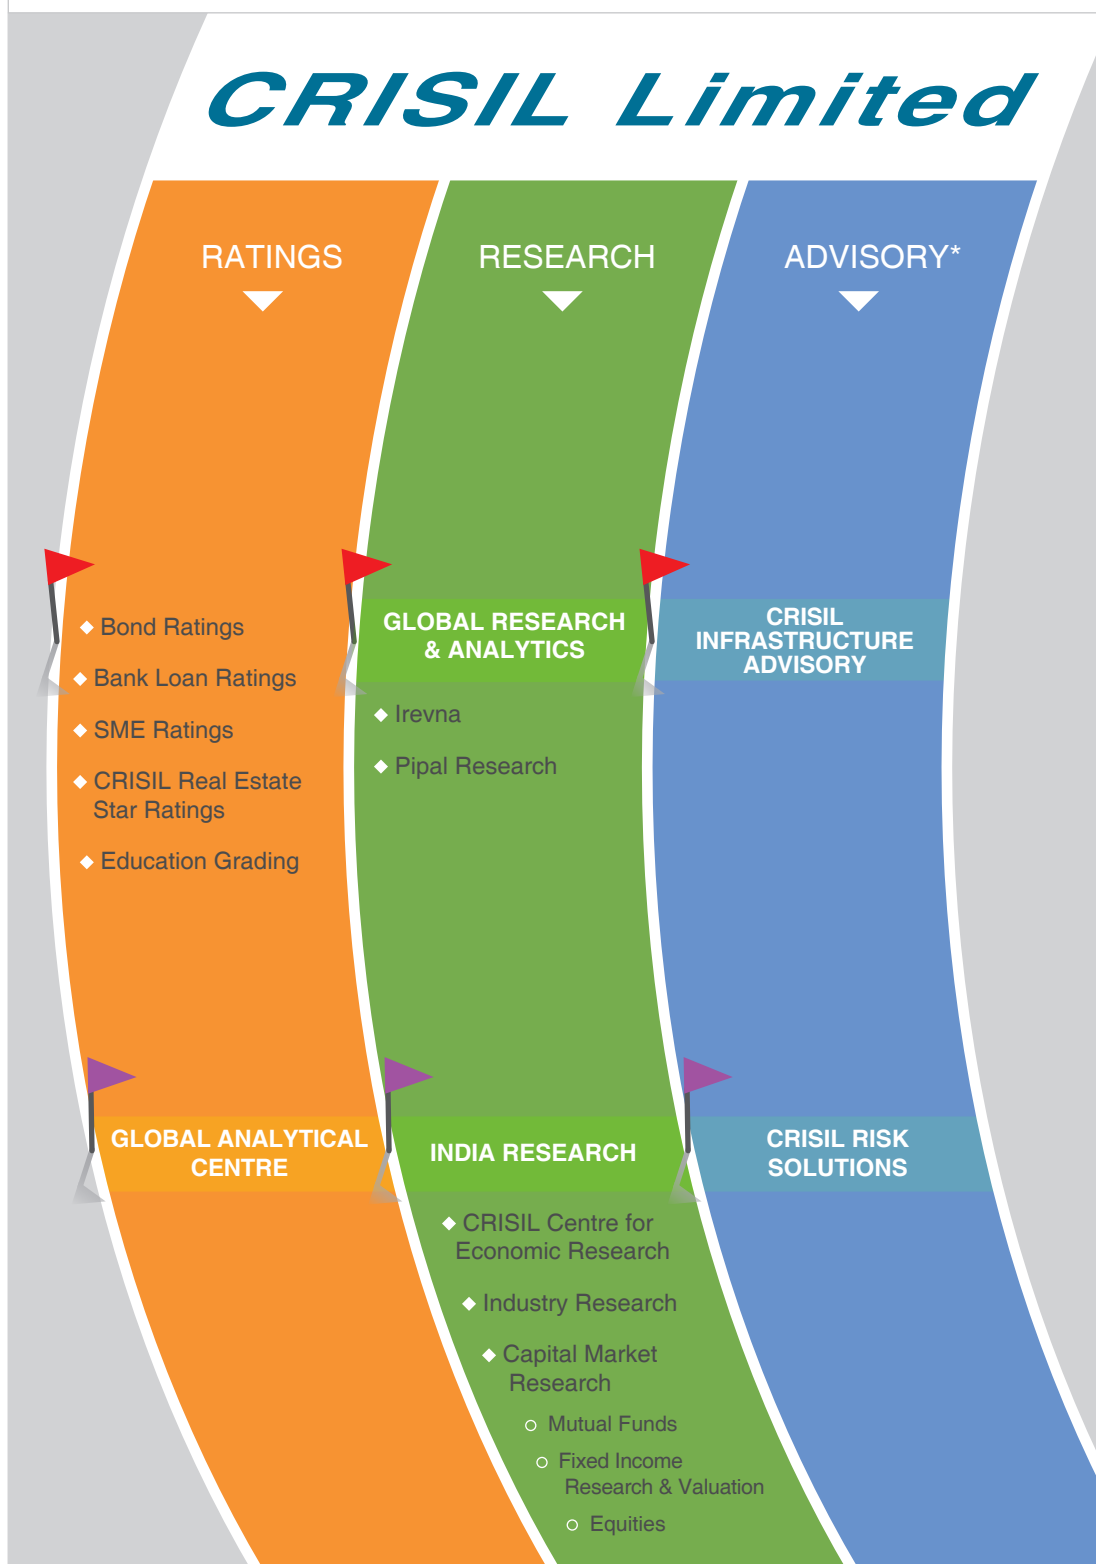 CRISIL Limited
RATINGS
Bond Ratings
Bank Loan Ratings
SME Ratings
CRISIL Real Estate
Star Ratings
Education Grading
GLOBAL ANALYTICAL
CENTRE
RESEARCH
GLOBAL RESEARCH
& ANALYTICS
Irevna
Pipal Research
INDIA RESEARCH
CRISIL Centre for
Economic Research
Industry Research
Capital Market
Research
Mutual Funds
Fixed Income
Research & Valuation
Equities
ADVISORY*
CRISIL
INFRASTRUCTURE
ADVISORY
CRISIL RISK
SOLUTIONS